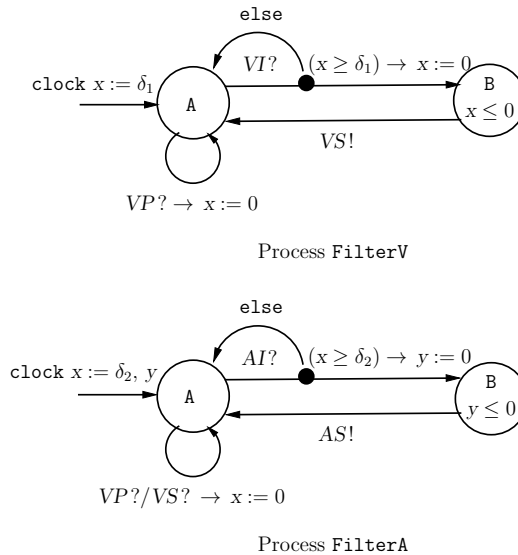 else
VI?
(x ≥ δ₁) → x := 0
clock x := δ₁
A
B
x ≤ 0
VS!
VP? → x := 0
Process FilterV
else
AI?
(x ≥ δ₂) → y := 0
clock x := δ₂, y
A
B
y ≤ 0
AS!
VP?/VS? → x := 0
Process FilterA